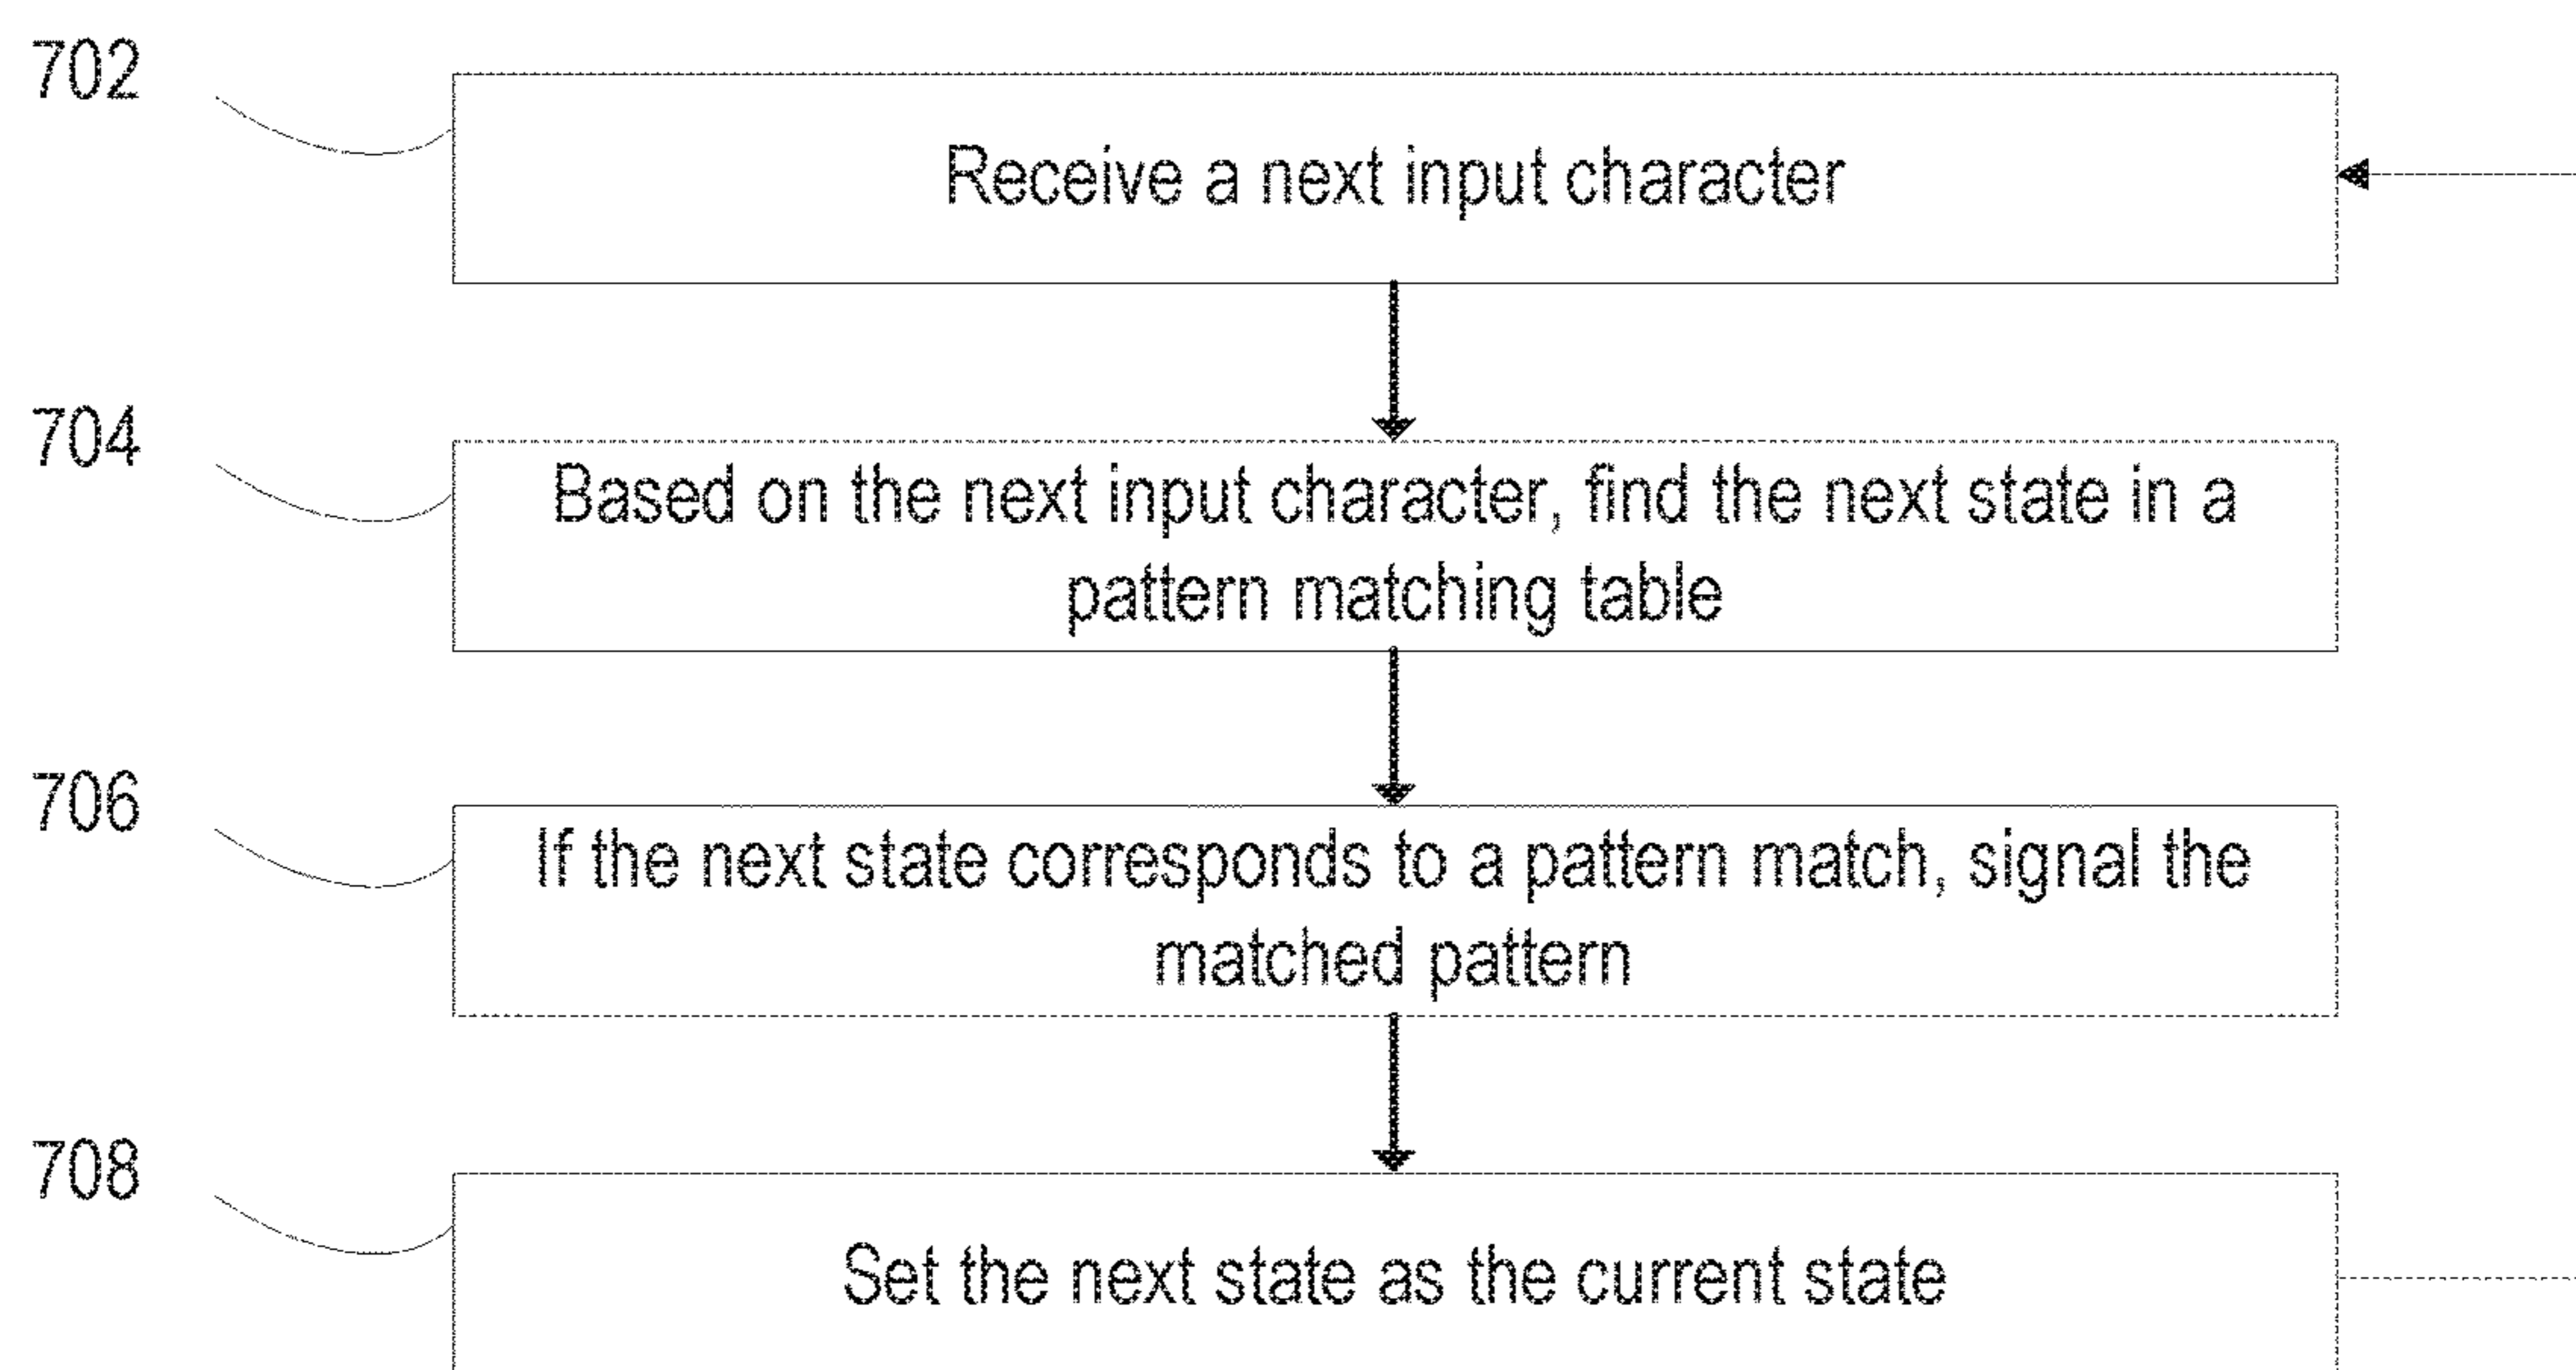 702
Receive a next input character
704
Based on the next input character, find the next state in a
pattern matching table
706
If the next state corresponds to a pattern match, signal the
matched pattern
708
Set the next state as the current state